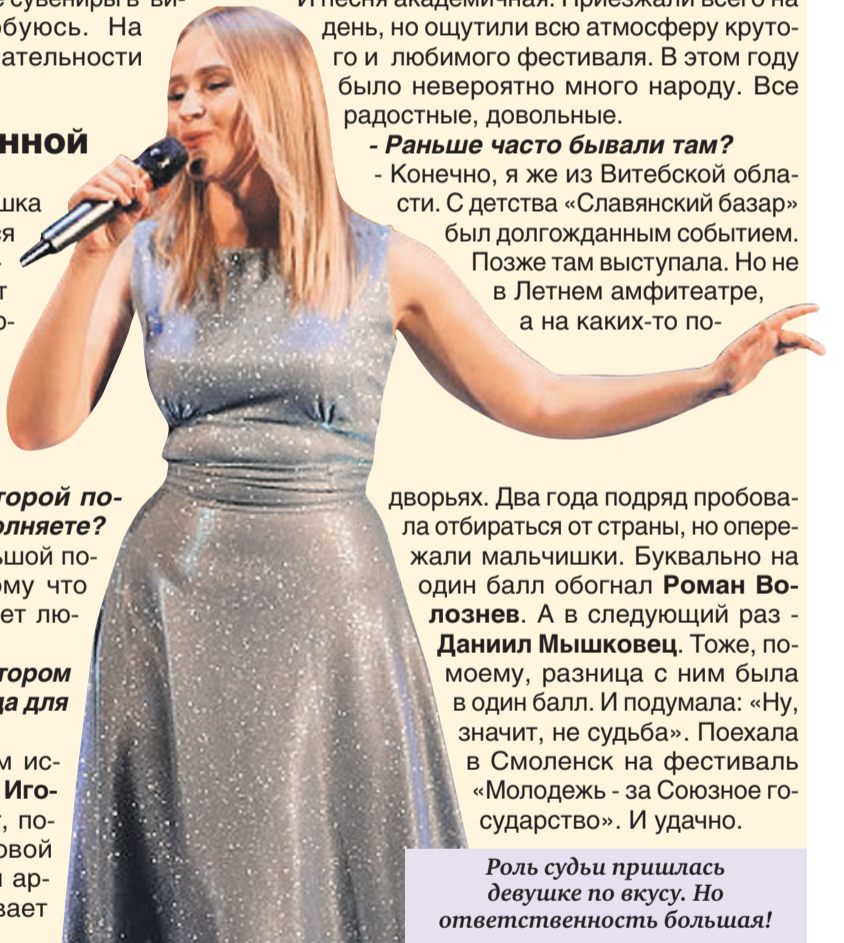 обуюсь. На
ательности
нной
шка
ся
т
о-
торой по-
олняете?
ьшой по-
ому что
ет лю-
тором
да для
м ис-
Иго-
, по-
овой
ар-
вает
И песня академичная. Приезжали всего на
день, но ощутили всю атмосферу круто-
го и любимого фестиваля. В этом году
было невероятно много народу. Все
радостные, довольные.
- Раньше часто бывали там?
- Конечно, я же из Витебской обла-
сти. С детства «Славянский базар»
был долгожданным событием.
Позже там выступала. Но не
в Летнем амфитеатре,
а на каких-то по-
дворьях. Два года подряд пробова-
ла отбираться от страны, но опере-
жали мальчишки. Буквально на
один балл обогнал Роман Во-
лознев. А в следующий раз -
Даниил Мышковец. Тоже, по-
моему, разница с ним была
в один балл. И подумала: «Ну,
значит, не судьба». Поехала
в Смоленск на фестиваль
«Молодежь - за Союзное го-
сударство». И удачно.
Роль судьи пришлась
девушке по вкусу. Но
ответственность большая!